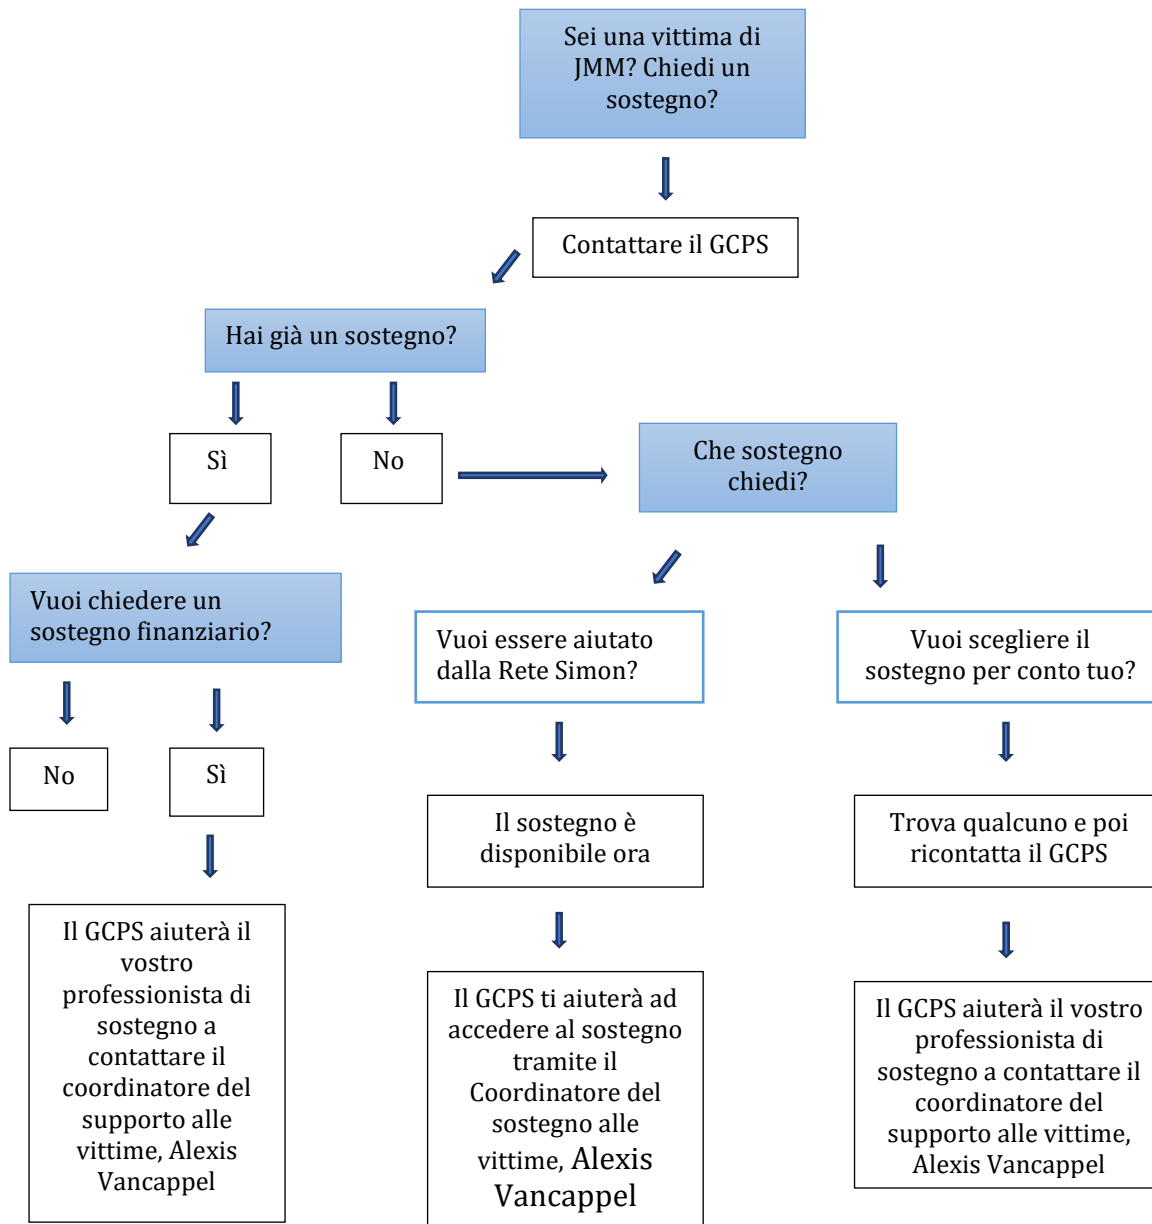 Sei una vittima di
JMM? Chiedi un
sostegno?
Contattare il GCPS
Hai già un sostegno?
Sì
No
Che sostegno
chiedi?
Vuoi chiedere un
sostegno finanziario?
Vuoi essere aiutato
dalla Rete Simon?
Vuoi scegliere il
sostegno per conto tuo?
No
Sì
Il sostegno è
disponibile ora
Trova qualcuno e poi
ricontatta il GCPS
Il GCPS aiuterà il
vostro
professionista di
sostegno a
contattare il
coordinatore del
supporto alle
vittime, Alexis
Vancappel
Il GCPS ti aiuterà ad
accedere al sostegno
tramite il
Coordinatore del
sostegno alle
vittime, Alexis
Vancappel
Il GCPS aiuterà il vostro
professionista di
sostegno a contattare il
coordinatore del
supporto alle vittime,
Alexis Vancappel